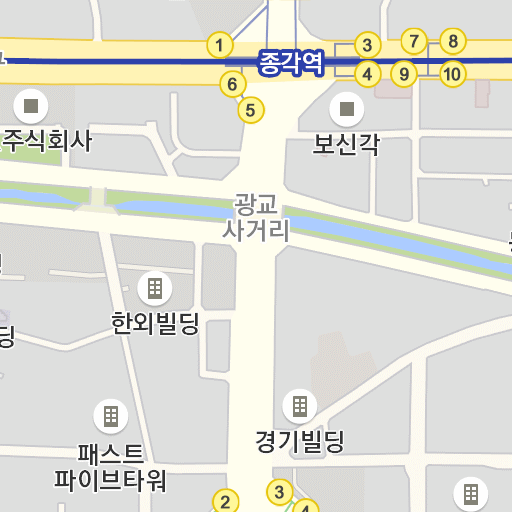 1
3
7
8
종각역
6
4
9
10
5
주식회사
보신각
광교
사거리
한외빌딩
딩
경기빌딩
패스트
파이브타워
2
3
4